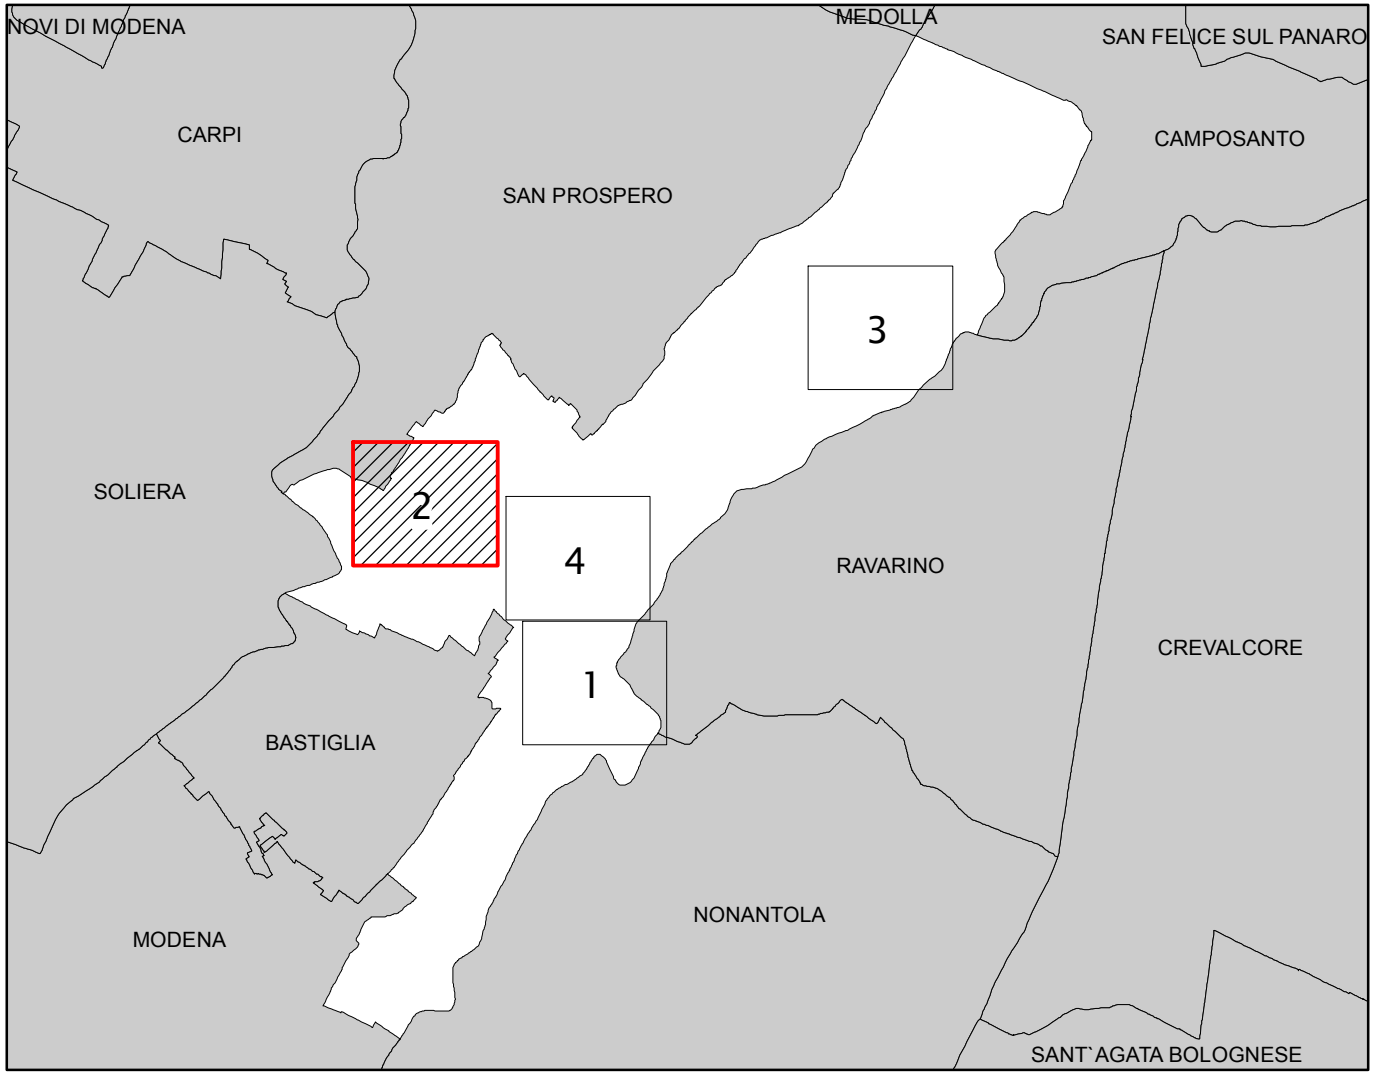 MEDOLLA
NOVI DI MODENA
SAN FELICE SUL PANARO
CARPI
CAMPOSANTO
SAN PROSPERO
3
SOLIERA
2
4
RAVARINO
CREVALCORE
1
BASTIGLIA
NONANTOLA
MODENA
SANT`AGATA BOLOGNESE